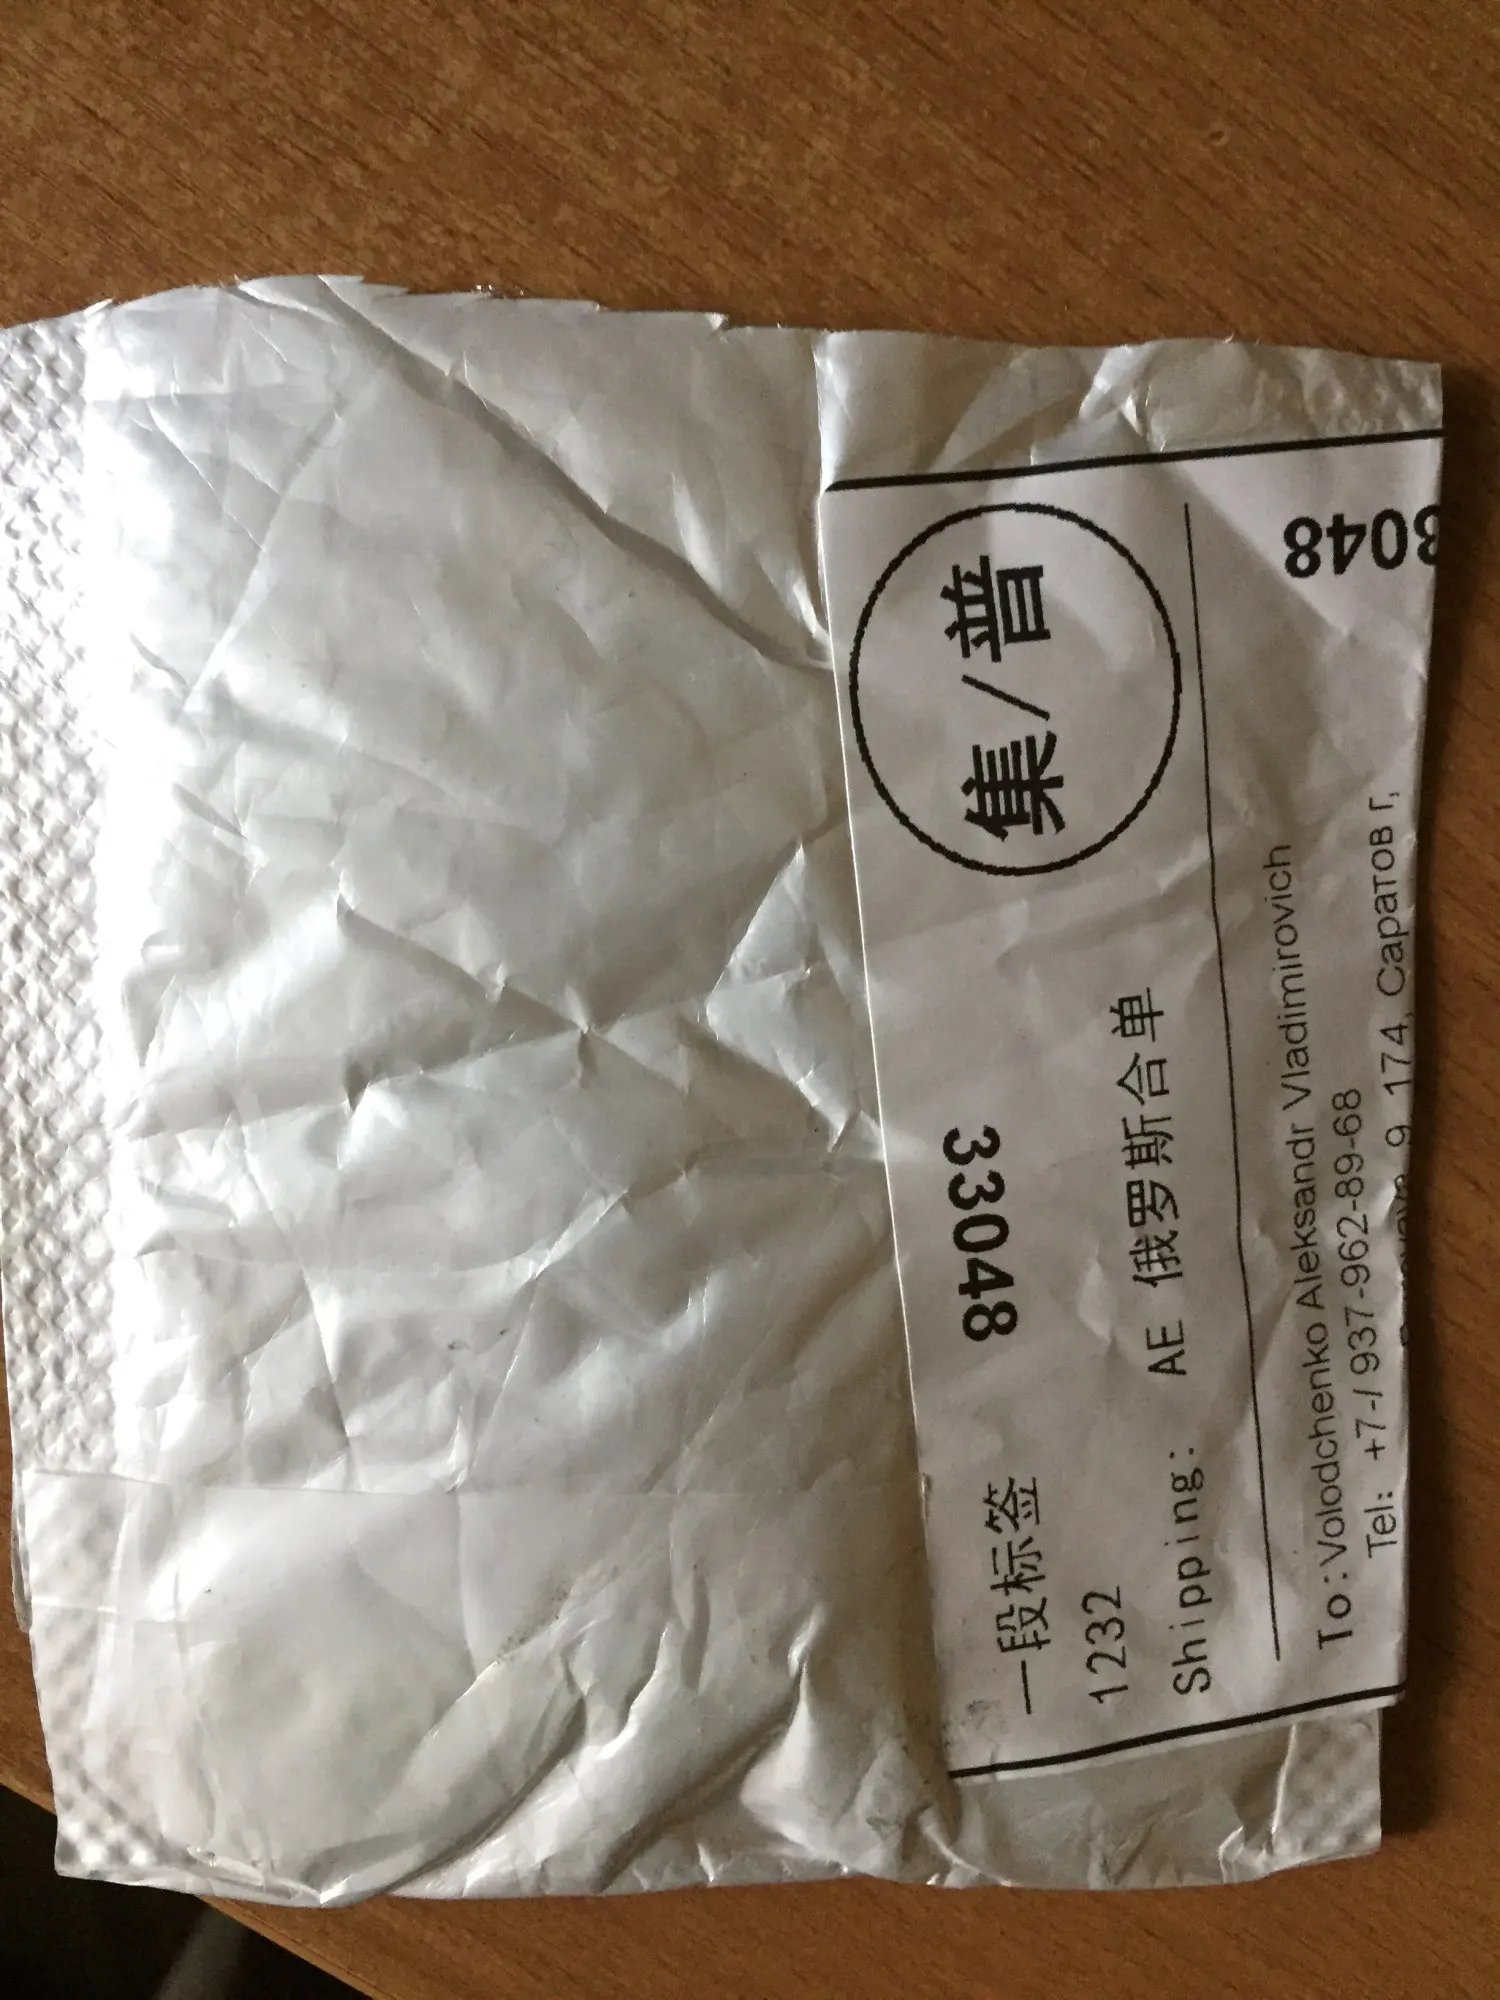 一段标签 33048
集/普
1232
Shipping: AE 俄罗斯合单
To:Volodchenko Aleksandr Vladimirovich
Tel: +7-/ 937-962-89-68
9, 174, Саратов г,
048